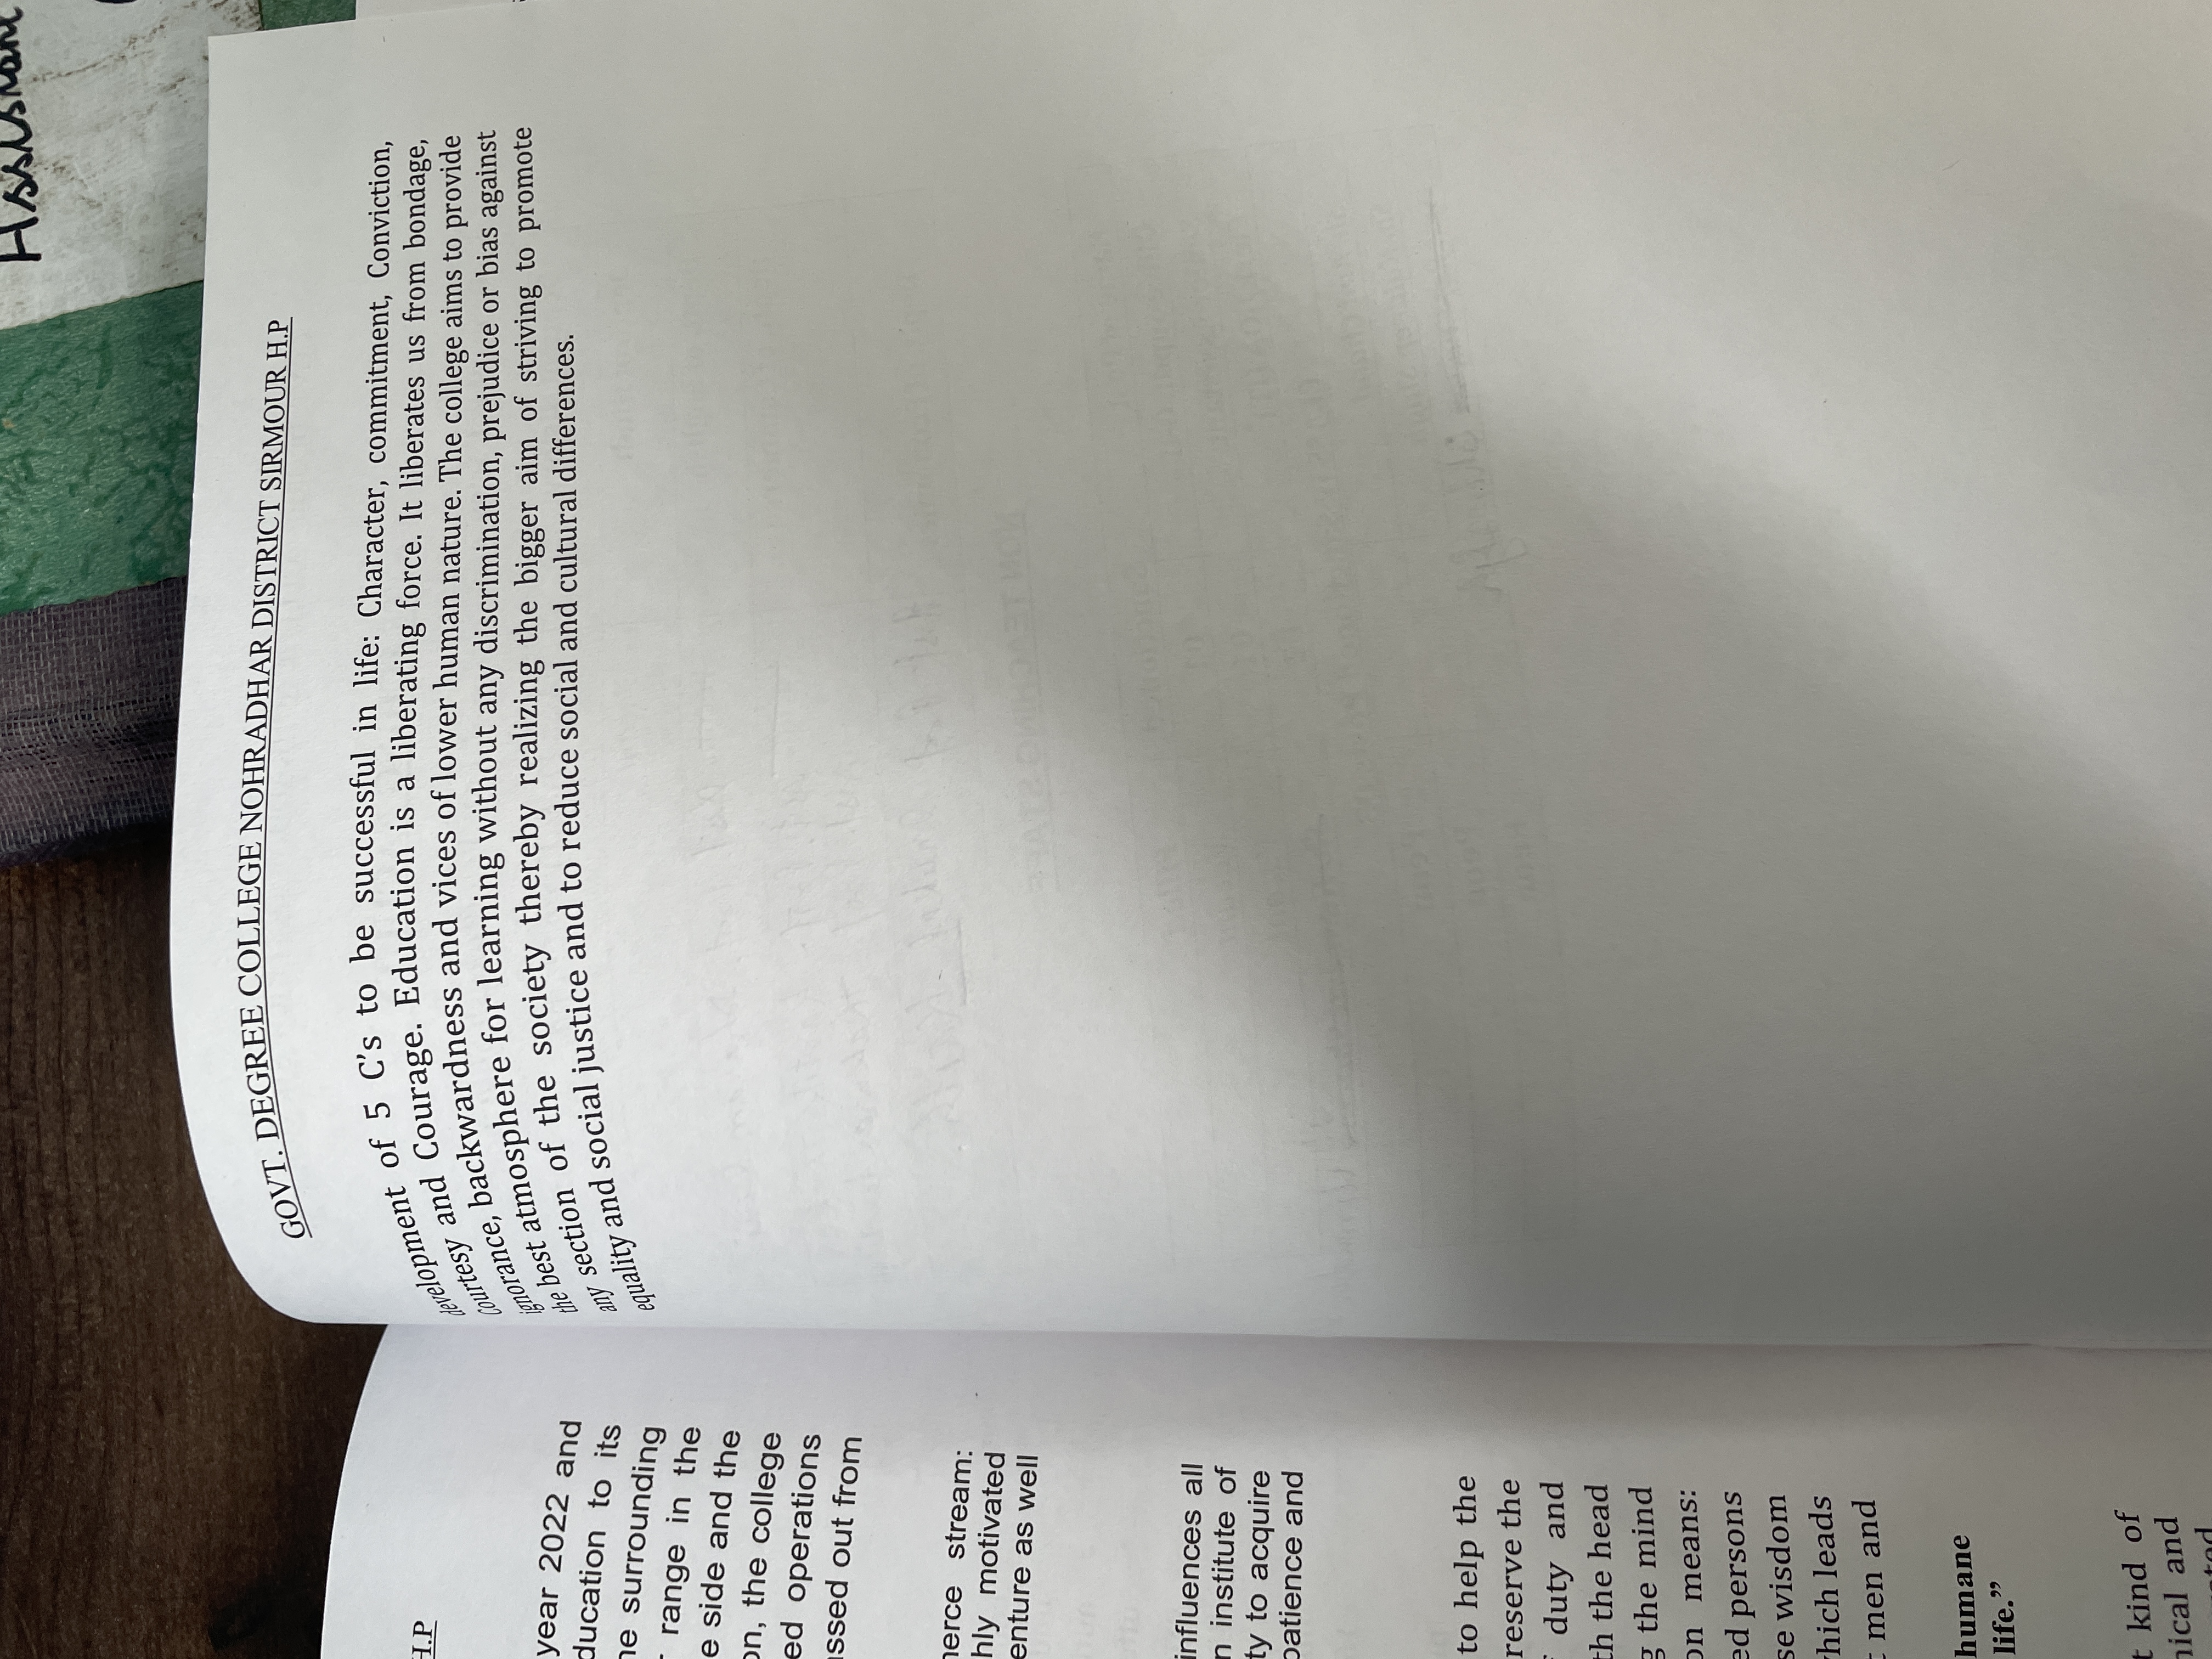 Assistant
H.P
year 2022 and
ducation to its
surrounding
range in the
e side and the
on, the college
ed operations
assed out from
merce stream:
hly motivated
enture as well
influences all
n institute of
ty to acquire
patience and
to help the
reserve the
duty and
th the head
g the mind
on means:
ed persons
se wisdom
which leads
men and
humane
life.”
kind of
nical and
GOVT. DEGREE COLLEGE NOHRADHAR DISTRICT SIRMOUR H.P
development of 5 C’s to be successful in life: Character, commitment, Conviction,
Courtesy and Courage. Education is a liberating force. It liberates us from bondage,
ignorance, backwardness and vices of lower human nature. The college aims to provide
the best atmosphere for learning without any discrimination, prejudice or bias against
any section of the society thereby realizing the bigger aim of striving to promote
equality and social justice and to reduce social and cultural differences.